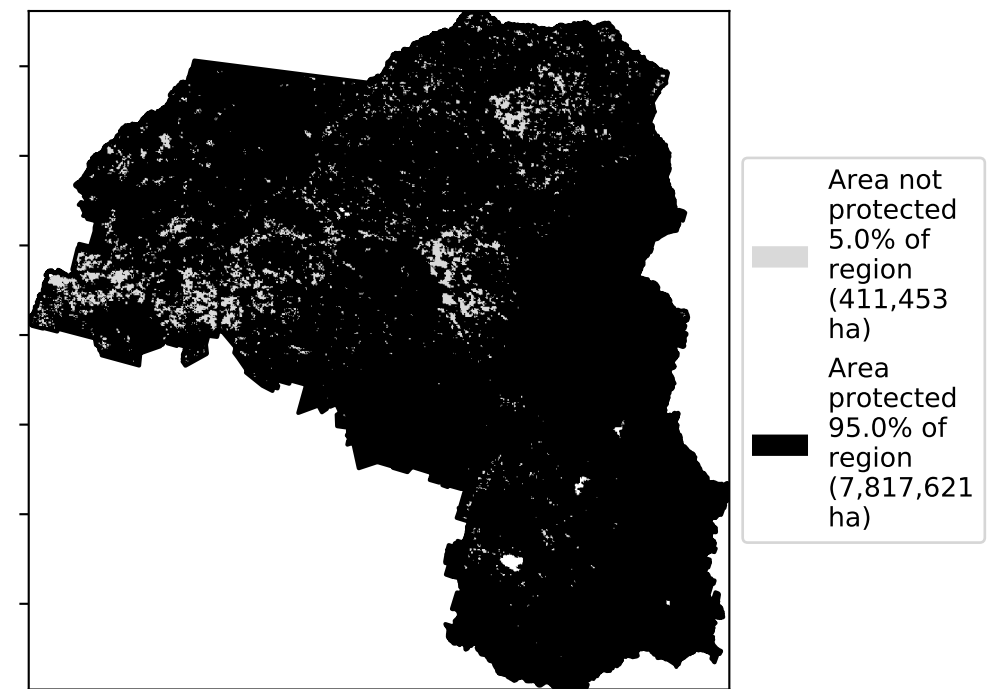 Area not
protected
5.0% of
region
(411,453
ha)
Area
protected
95.0% of
region
(7,817,621
ha)